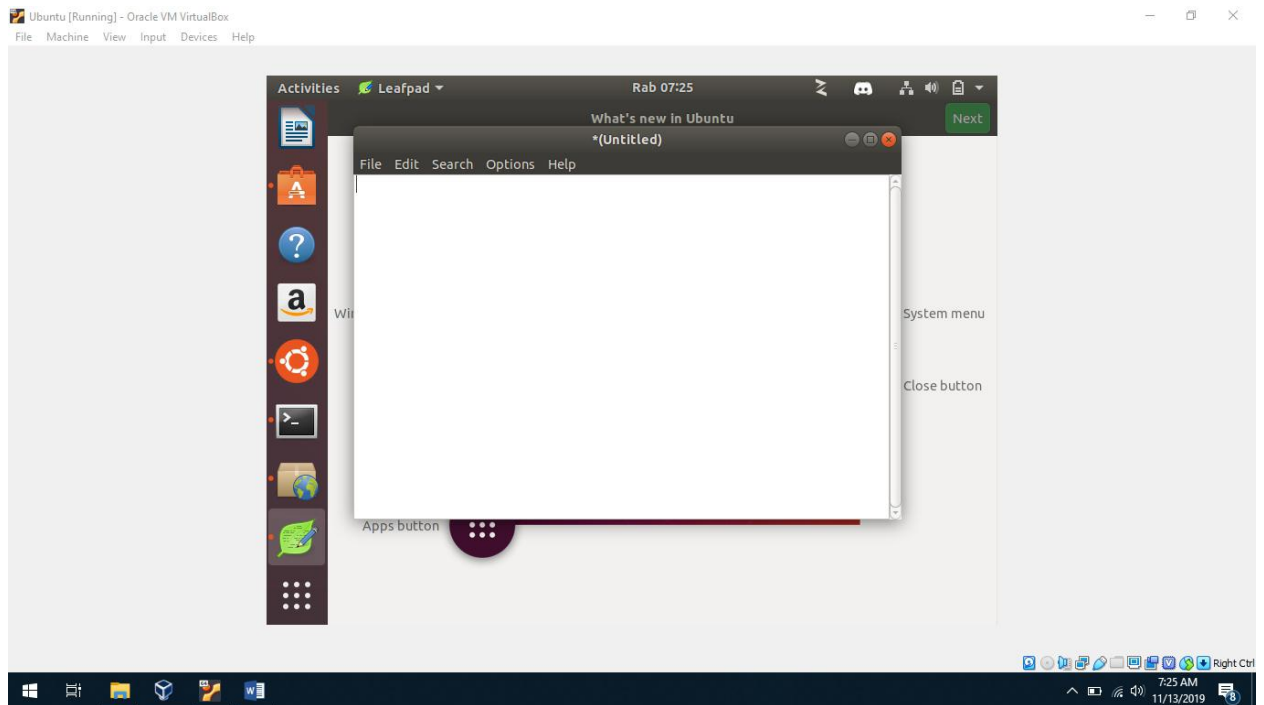 Ubuntu [Running] - Oracle VM VirtualBox
File Machine View Input Devices Help
Activities Leafpad Rab 07:25
What's new in Ubuntu Next
*(Untitled)
File Edit Search Options Help
a
?
Wi
System menu
Close button
>_
Apps button
Right Ctrl
7:25 AM
11/13/2019
8